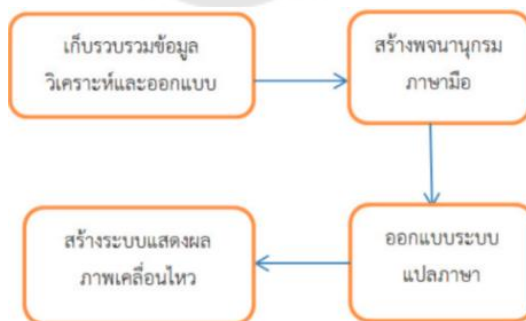 เก็บรวบรวมข้อมูล
วิเคราะห์และออกแบบ
สร้างพจนานุกรม
ภาษามือ
ออกแบบระบบ
แปลภาษา
สร้างระบบแสดงผล
ภาพเคลื่อนไหว